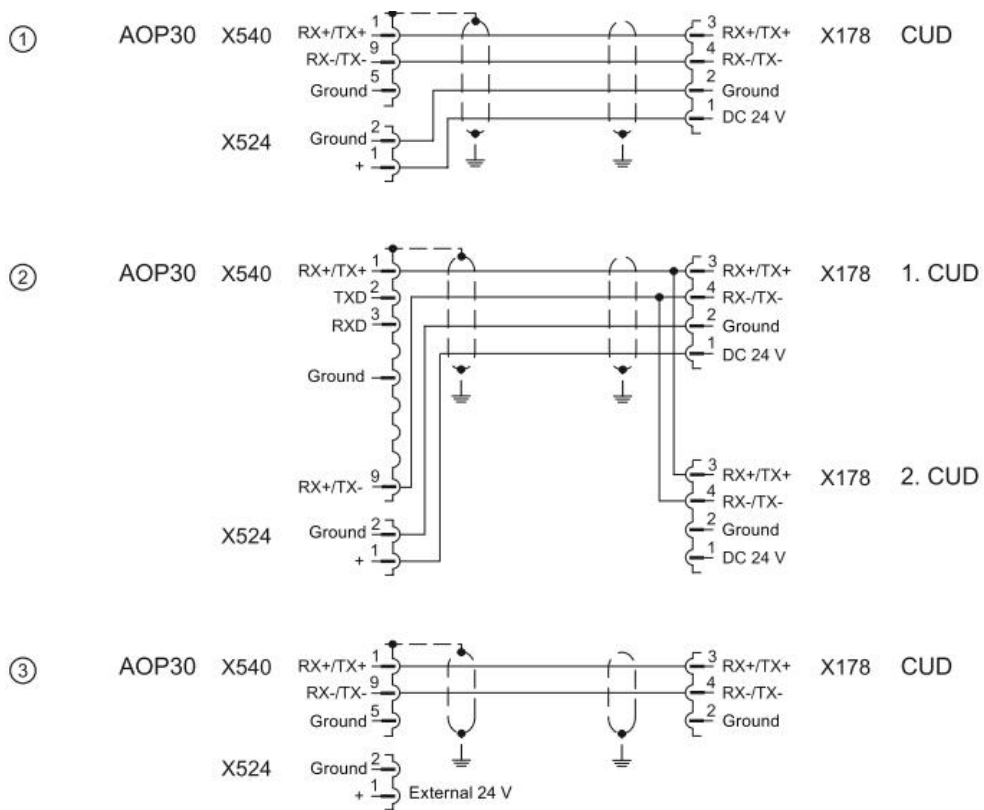 ① AOP30 X540 RX+/TX+ 1 3 RX+/TX+ X178 CUD
RX-/TX- 9 4 RX-/TX-
Ground 5 2 Ground
1 DC 24 V
X524 Ground 2
+ 1
② AOP30 X540 RX+/TX+ 1 3 RX+/TX+ X178 1. CUD
TXD 2 4 RX-/TX-
RXD 3 2 Ground
1 DC 24 V
Ground
3 RX+/TX+ X178 2. CUD
RX+/TX- 9 4 RX-/TX-
X524 Ground 2 2 Ground
+ 1 1 DC 24 V
③ AOP30 X540 RX+/TX+ 1 3 RX+/TX+ X178 CUD
RX-/TX- 9 4 RX-/TX-
Ground 5 2 Ground
X524 Ground 2
+ 1 External 24 V